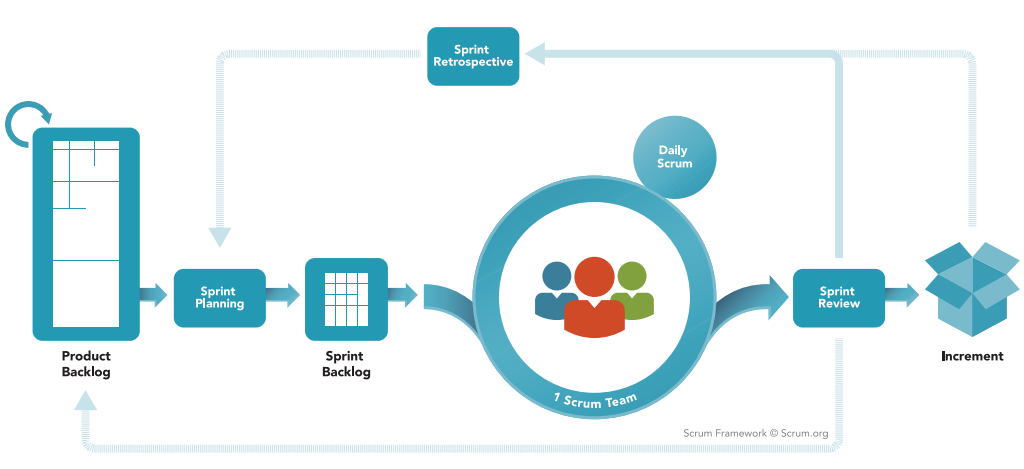 Sprint
Retrospective
Daily
Scrum
Sprint
Planning
Sprint
Review
Product
Backlog
Sprint
Backlog
Increment
1 Scrum Team
Scrum Framework © Scrum.org